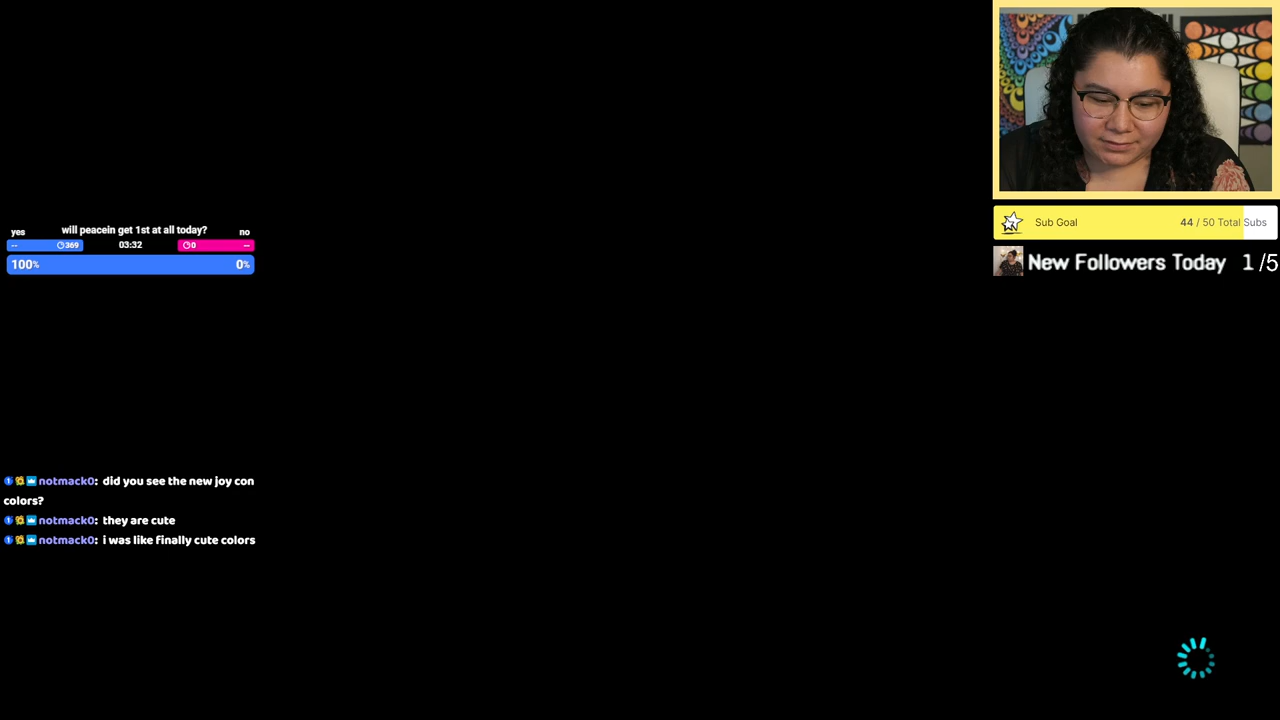 will peacein get 1st at all today?
yes no
-- 369 03:32 0 --
100% 0%
notmack0: did you see the new joy con
colors?
notmack0: they are cute
notmack0: i was like finally cute colors
Sub Goal 44 / 50 Total Subs
New Followers Today 1 /5